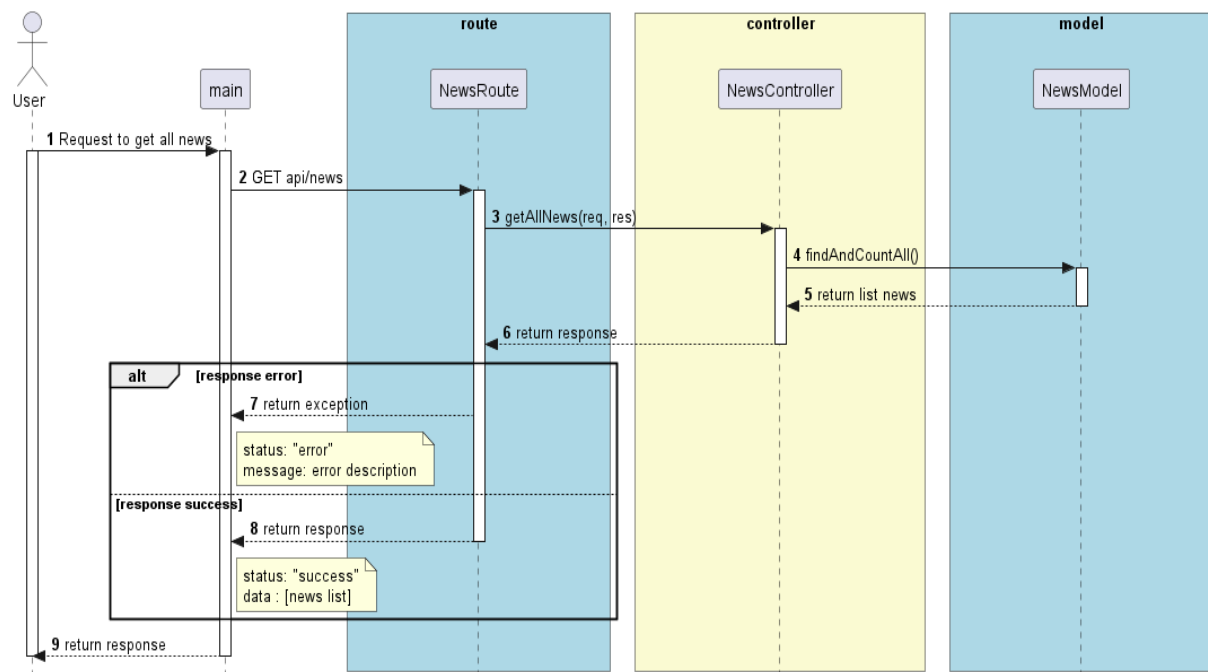 route
controller
model
User
main
NewsRoute
NewsController
NewsModel
1 Request to get all news
2 GET api/news
3 getAllNews(req, res)
4 findAndCountAll()
5 return list news
6 return response
alt [response error]
7 return exception
status: "error"
message: error description
[response success]
8 return response
status: "success"
data : [news list]
9 return response